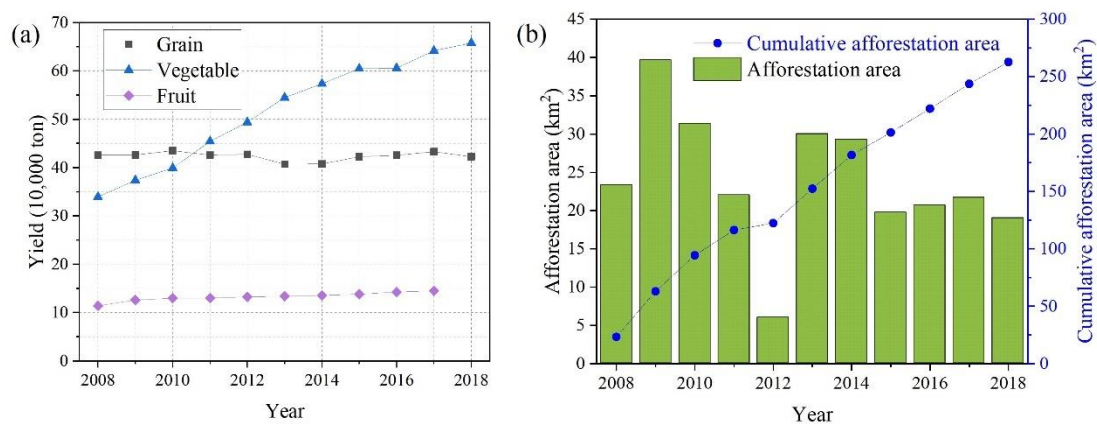 (a)
70
60
50
40
30
20
10
0
Yield (10,000 ton)
Grain
Vegetable
Fruit
2008 2010 2012 2014 2016 2018
Year
(b)
45
40
35
30
25
20
15
10
5
0
Afforestation area (km²)
Cumulative afforestation area
Afforestation area
300
250
200
150
100
50
0
Cumulative afforestation area (km²)
2008 2010 2012 2014 2016 2018
Year